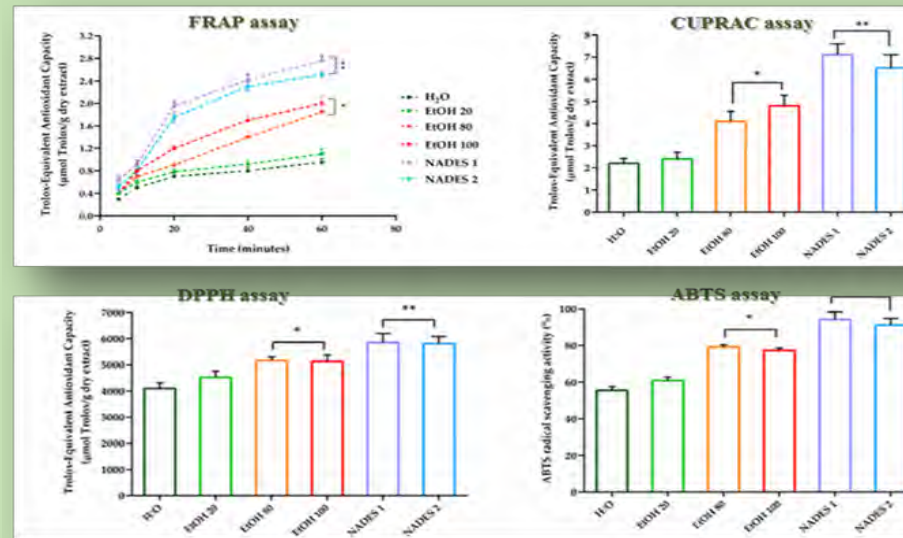 FRAP assay
Trolox-Equivalent Antioxidant Capacity
(μmol Trolox/g dry extract)
3.2
2.8
2.4
2.0
1.6
1.2
0.8
0.4
0.0
0
20
40
60
80
Time (minutes)
*
*
*
H₂O
EtOH 20
EtOH 80
EtOH 100
NADES 1
NADES 2
CUPRAC assay
Trolox-Equivalent Antioxidant Capacity
(μmol Trolox/g dry extract)
8
7
6
5
4
3
2
1
0
*
**
H2O
EtOH 20
EtOH 80
EtOH 100
NADES 1
NADES 2
DPPH assay
Trolox-Equivalent Antioxidant Capacity
(μmol Trolox/g dry extract)
7000
6000
5000
4000
3000
2000
1000
0
*
**
H2O
EtOH 20
EtOH 80
EtOH 100
NADES 1
NADES 2
ABTS assay
ABTS radical scavenging activity (%)
100
80
60
40
20
0
*
H2O
EtOH 20
EtOH 80
EtOH 100
NADES 1
NADES 2